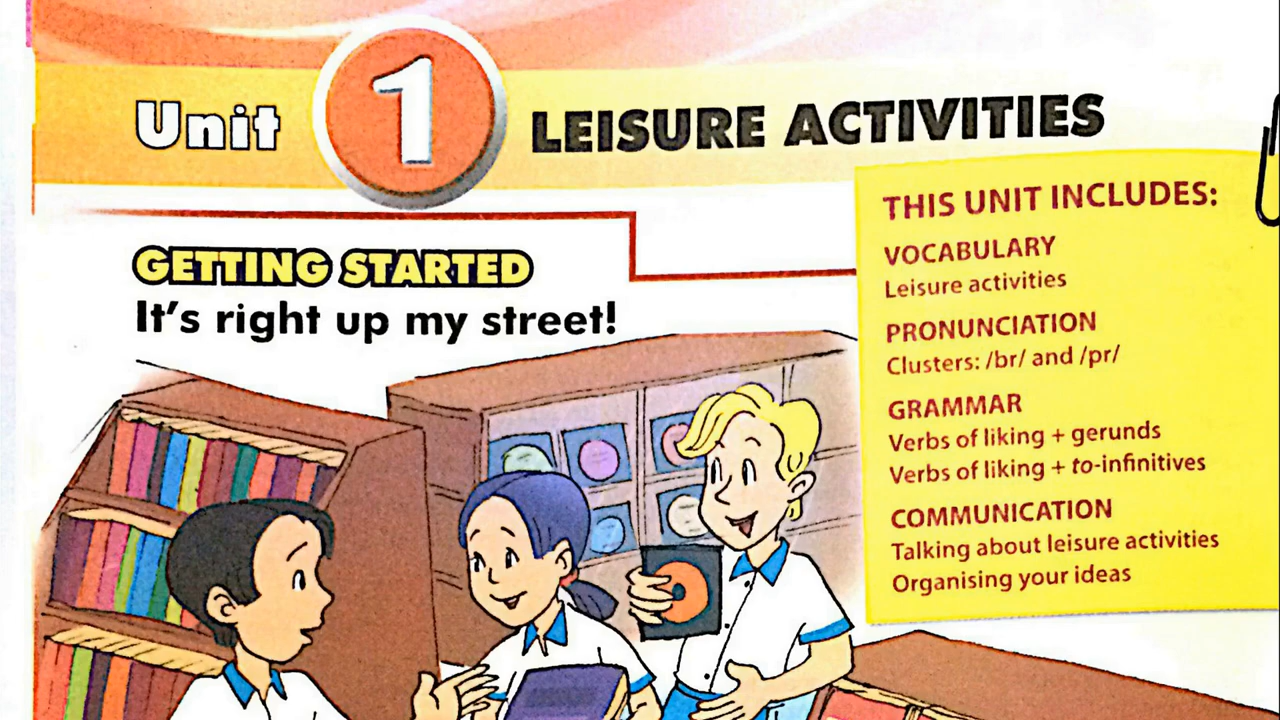 Unit 1 LEISURE ACTIVITIES
GETTING STARTED
It's right up my street!
THIS UNIT INCLUDES:
VOCABULARY
Leisure activities
PRONUNCIATION
Clusters: /br/ and /pr/
GRAMMAR
Verbs of liking + gerunds
Verbs of liking + to-infinitives
COMMUNICATION
Talking about leisure activities
Organising your ideas